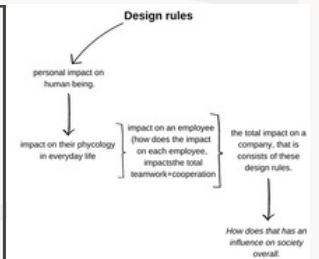 Design rules
personal impact on
human being.
impact on their phycology
in everyday life
impact on an employee
(how does the impact
on each employee,
impactsthe total
teamwork+cooperation
the total impact on a
company, that is
consists of these
design rules.
How does that has an
influence on society
overall.